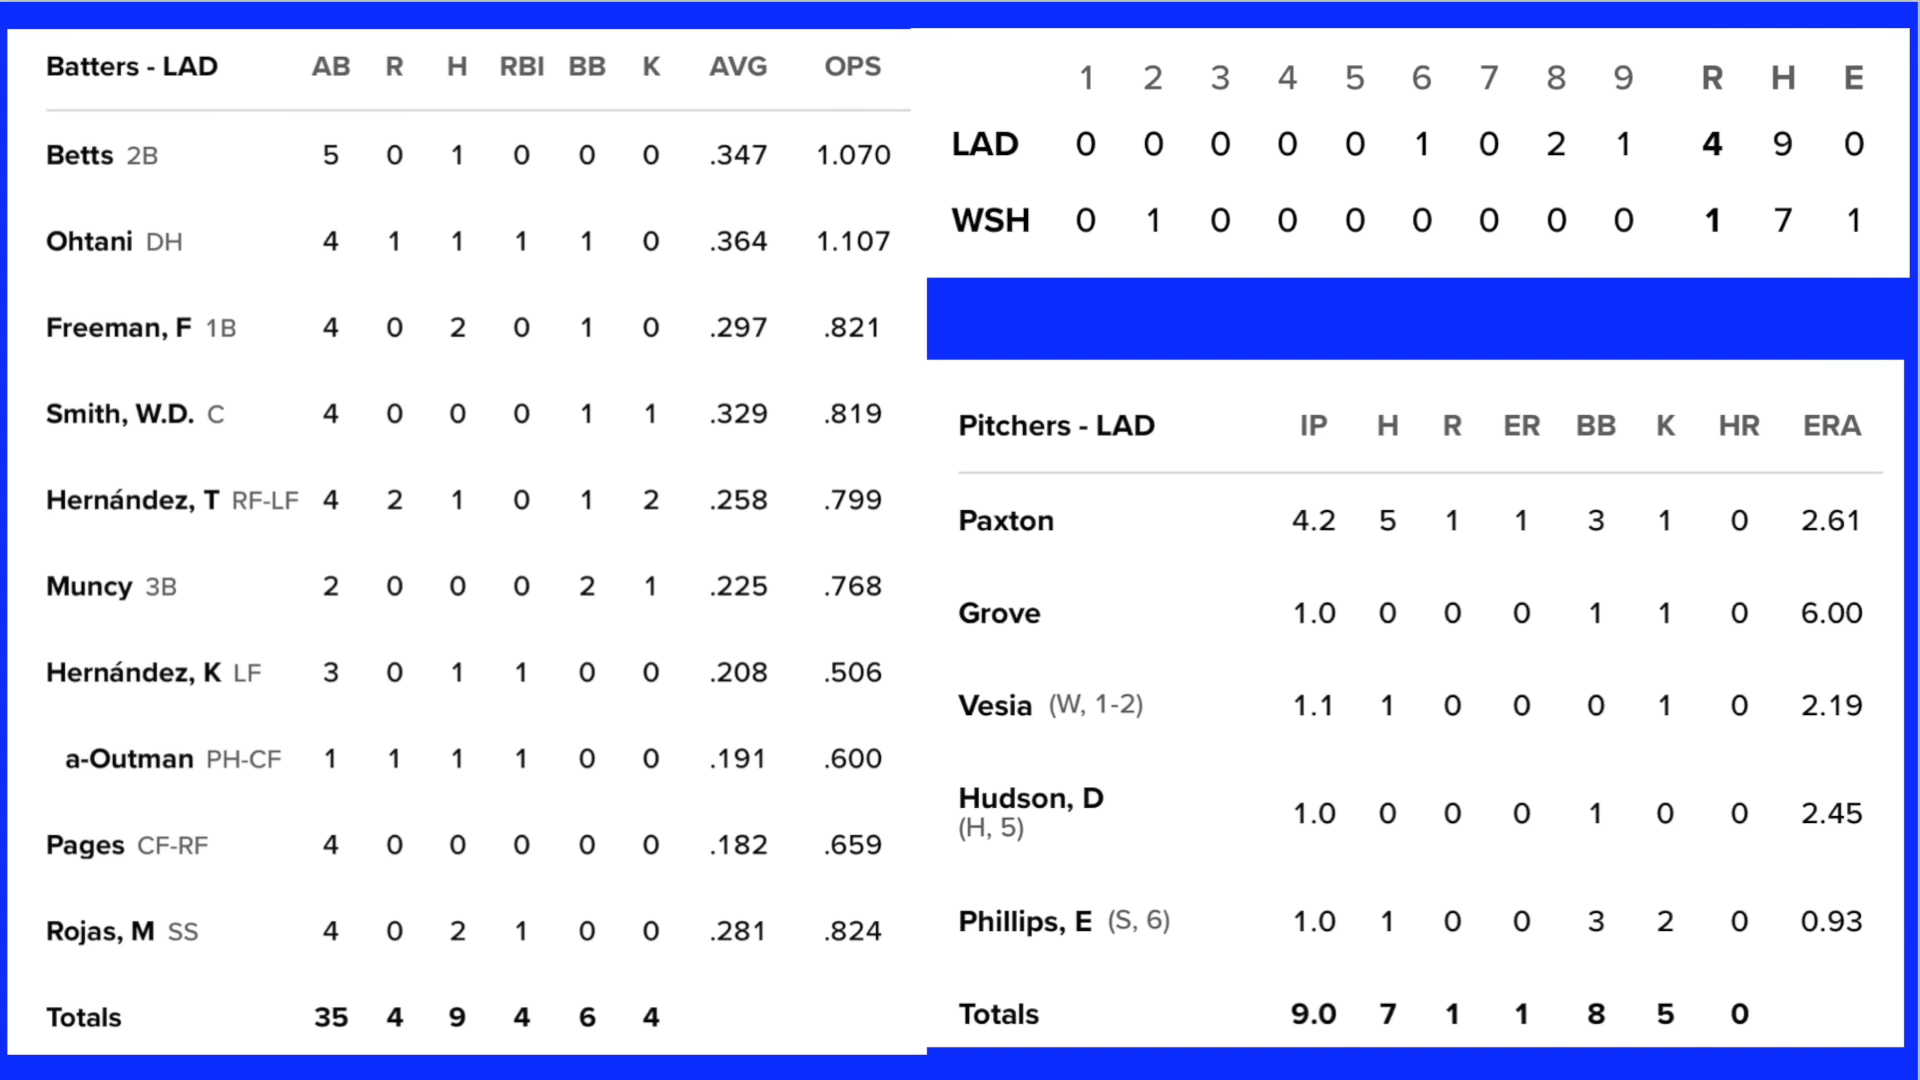 Batters - LAD AB R H RBI BB K AVG OPS
Betts 2B 5 0 1 0 0 0 .347 1.070
Ohtani DH 4 1 1 1 1 0 .364 1.107
Freeman, F 1B 4 0 2 0 1 0 .297 .821
Smith, W.D. C 4 0 0 0 1 1 .329 .819
Hernández, T RF-LF 4 2 1 0 1 2 .258 .799
Muncy 3B 2 0 0 0 2 1 .225 .768
Hernández, K LF 3 0 1 1 0 0 .208 .506
a-Outman PH-CF 1 1 1 1 0 0 .191 .600
Pages CF-RF 4 0 0 0 0 0 .182 .659
Rojas, M SS 4 0 2 1 0 0 .281 .824
Totals 35 4 9 4 6 4
1 2 3 4 5 6 7 8 9 R H E
LAD 0 0 0 0 0 1 0 2 1 4 9 0
WSH 0 1 0 0 0 0 0 0 0 1 7 1
Pitchers - LAD IP H R ER BB K HR ERA
Paxton 4.2 5 1 1 3 1 0 2.61
Grove 1.0 0 0 0 1 1 0 6.00
Vesia (W, 1-2) 1.1 1 0 0 0 1 0 2.19
Hudson, D
(H, 5) 1.0 0 0 0 1 0 0 2.45
Phillips, E (S, 6) 1.0 1 0 0 3 2 0 0.93
Totals 9.0 7 1 1 8 5 0